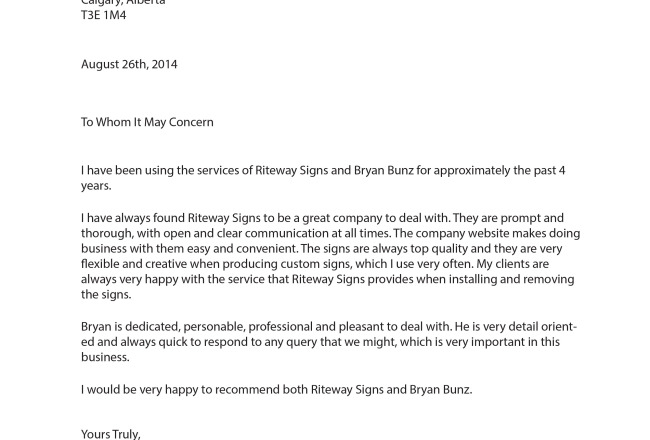 Calgary, Alberta
T3E 1M4
August 26th, 2014
To Whom It May Concern
I have been using the services of Riteway Signs and Bryan Bunz for approximately the past 4
years.
I have always found Riteway Signs to be a great company to deal with. They are prompt and
thorough, with open and clear communication at all times. The company website makes doing
business with them easy and convenient. The signs are always top quality and they are very
flexible and creative when producing custom signs, which I use very often. My clients are
always very happy with the service that Riteway Signs provides when installing and removing
the signs.
Bryan is dedicated, personable, professional and pleasant to deal with. He is very detail orient-
ed and always quick to respond to any query that we might, which is very important in this
business.
I would be very happy to recommend both Riteway Signs and Bryan Bunz.
Yours Truly,